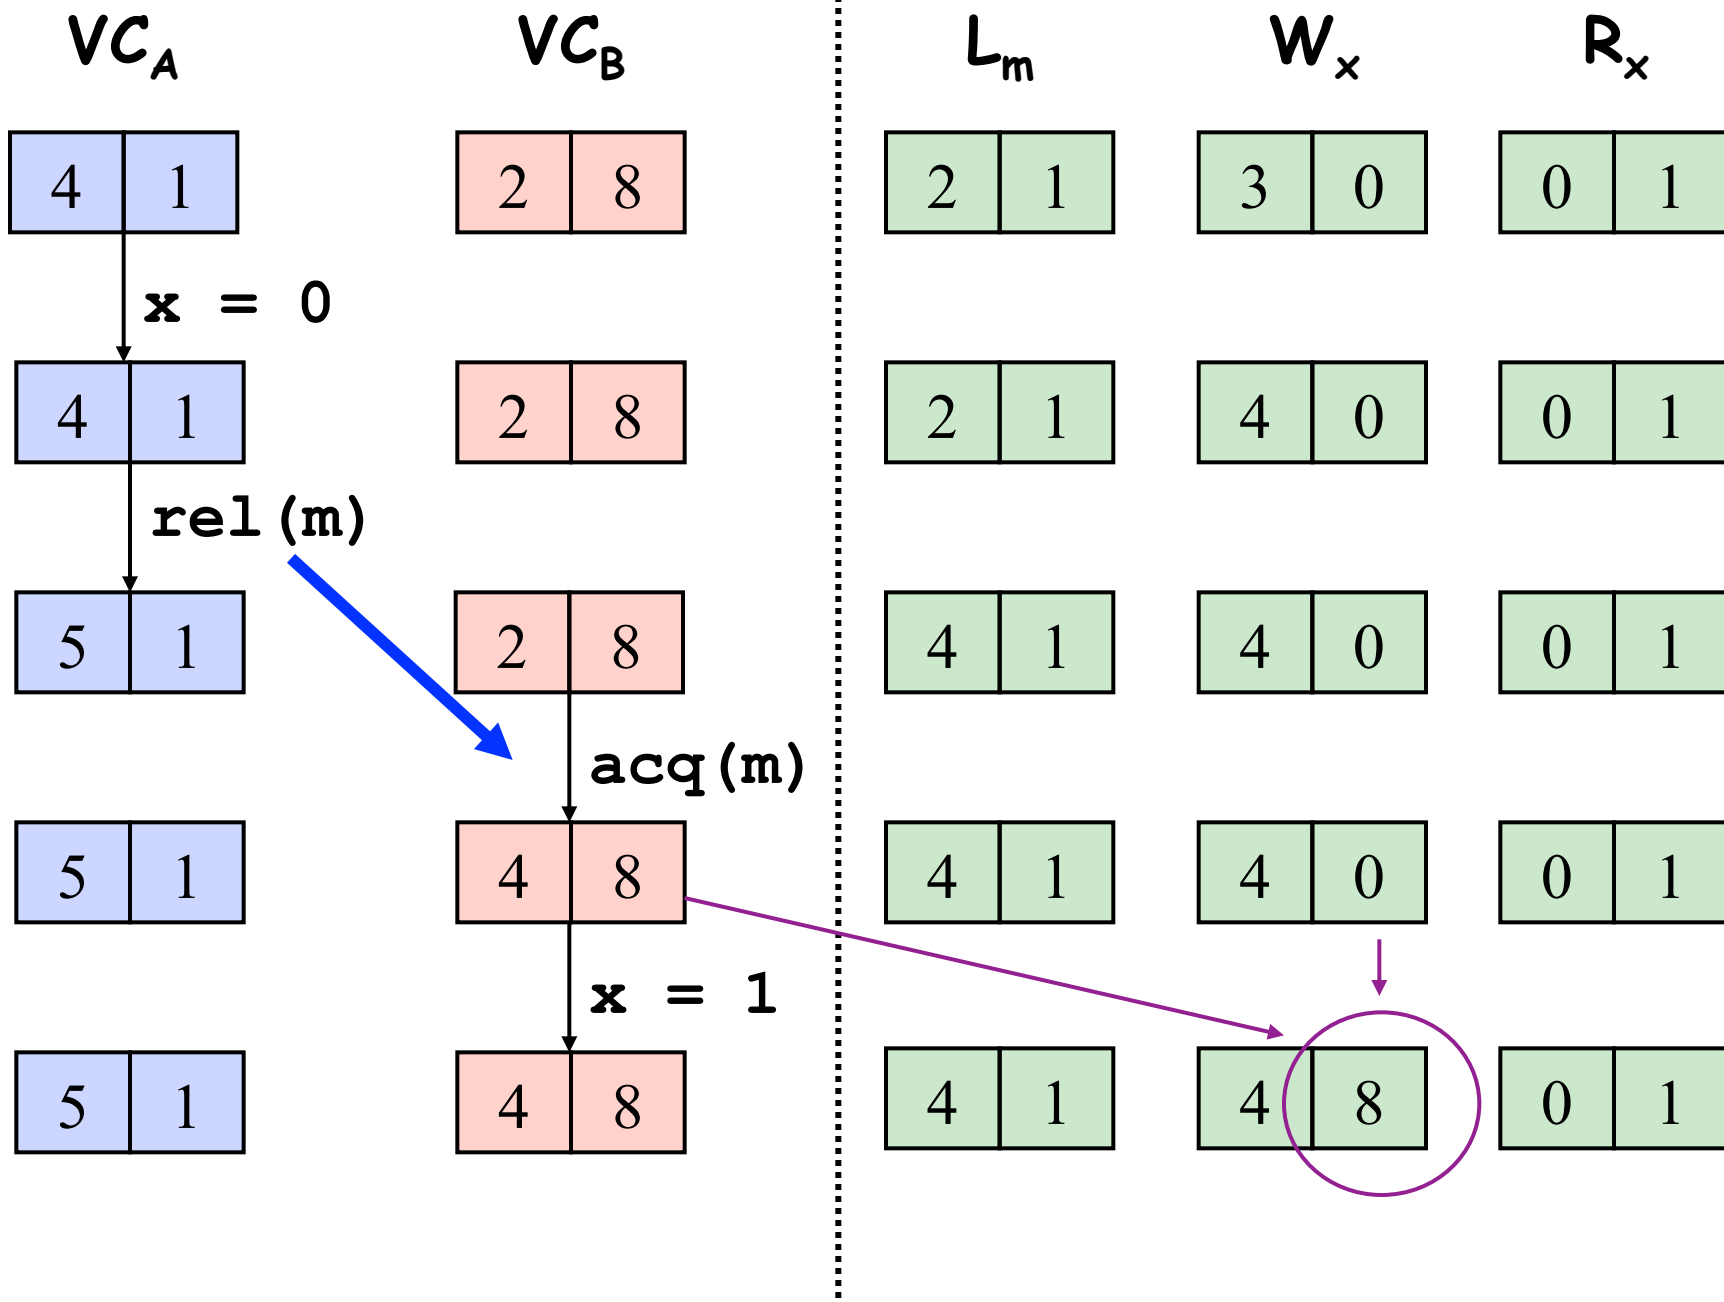 VC_A VC_B L_m W_x R_x
4 1 2 8 2 1 3 0 0 1
x = 0
4 1 2 8 2 1 4 0 0 1
rel(m)
5 1 2 8 4 1 4 0 0 1
acq(m)
5 1 4 8 4 1 4 0 0 1
x = 1
5 1 4 8 4 1 4 8 0 1